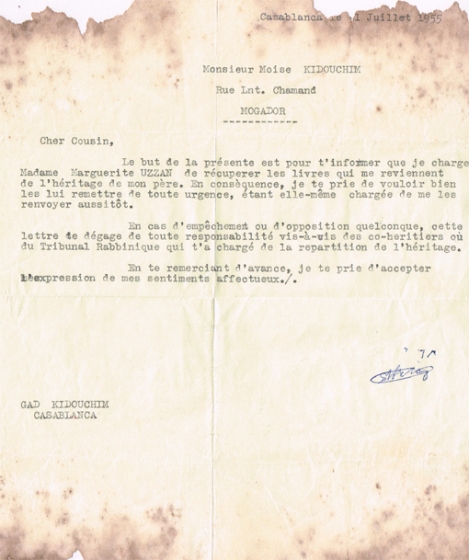 Casablanca le 1 Juillet 1955
Monsieur Moise KIDOUCHIM
Rue Lnt. Chamand
MOGADOR
Cher Cousin,
Le but de la présente est pour t'informer que je charge
Madame Marguerite UZZAN de récuperer les livres qui me reviennent
de l'héritage de mon père. En consèquence, je te prie de vouloir bien
les lui remettre de toute urgence, étant elle-même chargée de me les
renvoyer aussitôt.
En cas d'empêchement ou d'opposition quelconque, cette
lettre de dégage de toute responsabilité vis-à-vis des co-heritiers où
du Tribunal Rabbinique qui t'a chargé de la repartition de l'héritage.
En te remerciant d'avance, je te prie d'accepter
expression de mes sentiments affectueux./.
GAD KIDOUCHIM
CASABLANCA